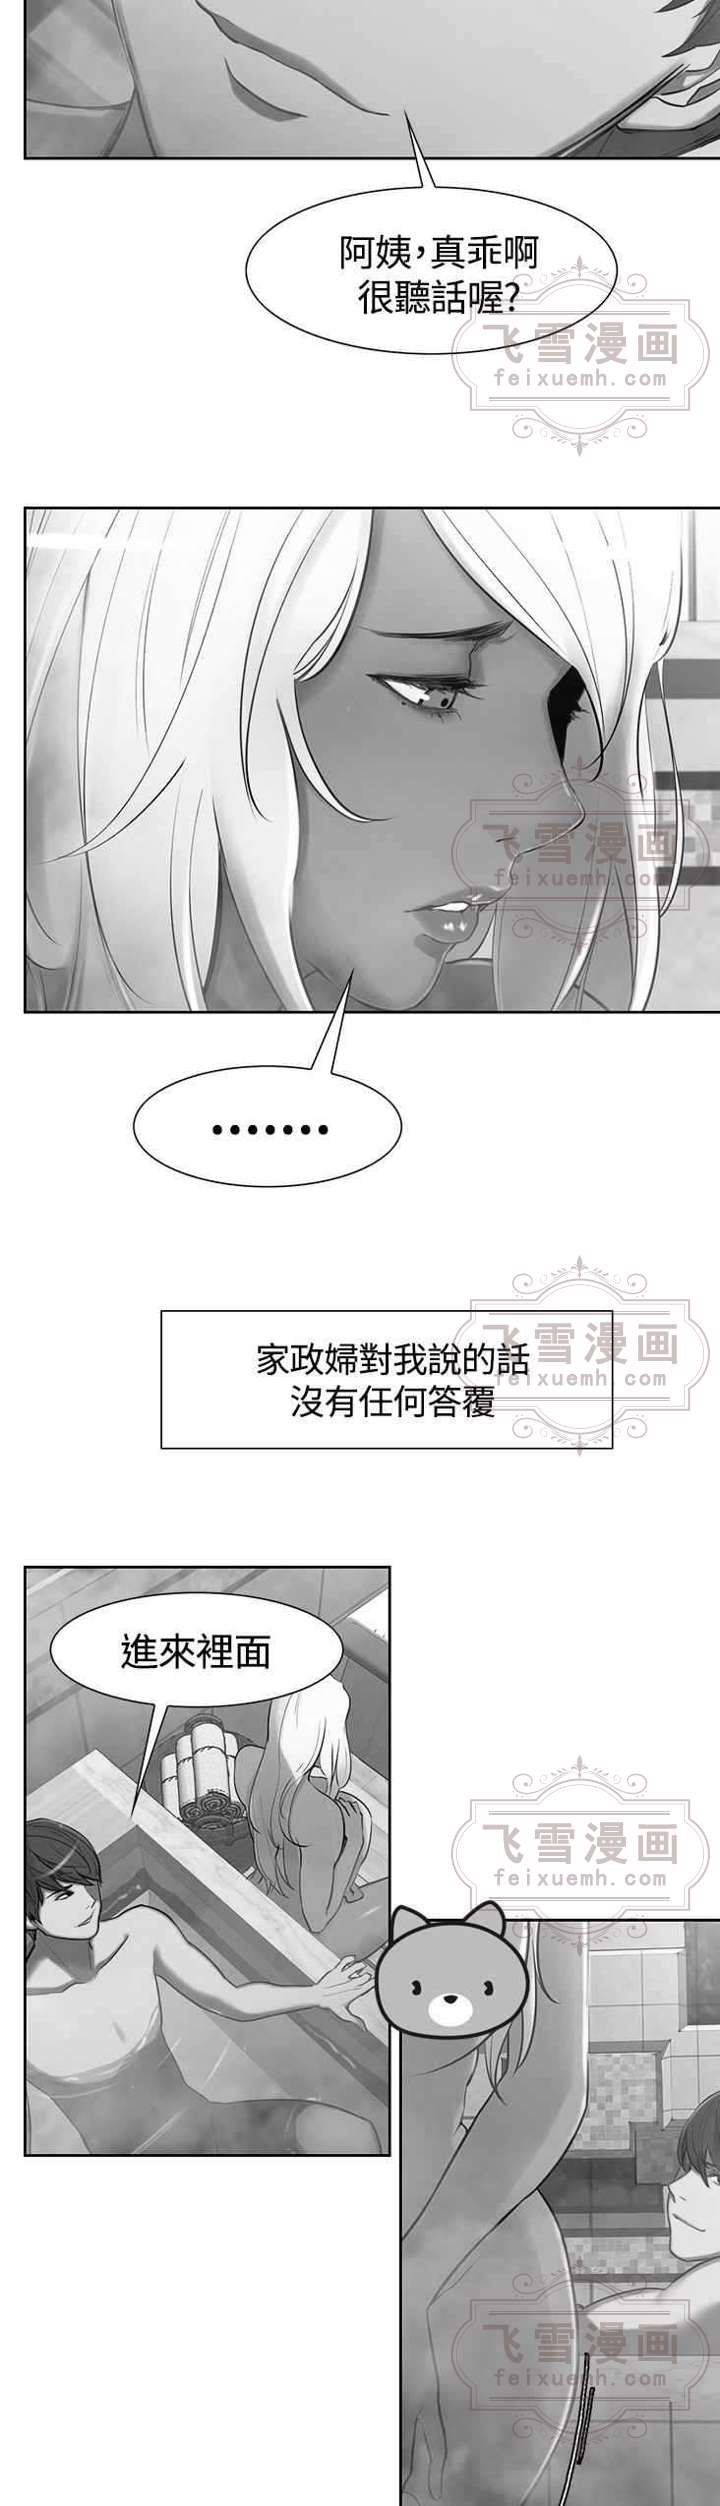 阿姨,真乖啊
很聽話喔?
飞雪漫画
feixuemh.com
飞雪漫画
feixuemh.com
.......
飞雪漫画
feixuemh.com
家政婦對我說的話
沒有任何答覆
進來裡面
飞雪漫画
feixuemh.com
飞雪漫画
feixuemh.com